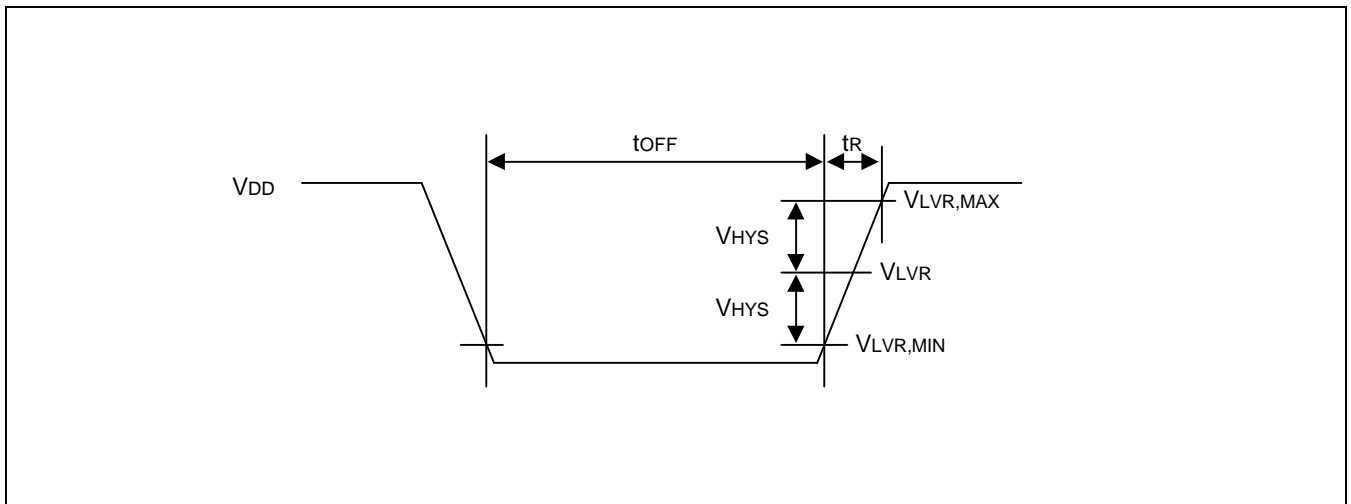 tOFF tR
VDD
VLVR,MAX
VHYS
VLVR
VHYS
VLVR,MIN